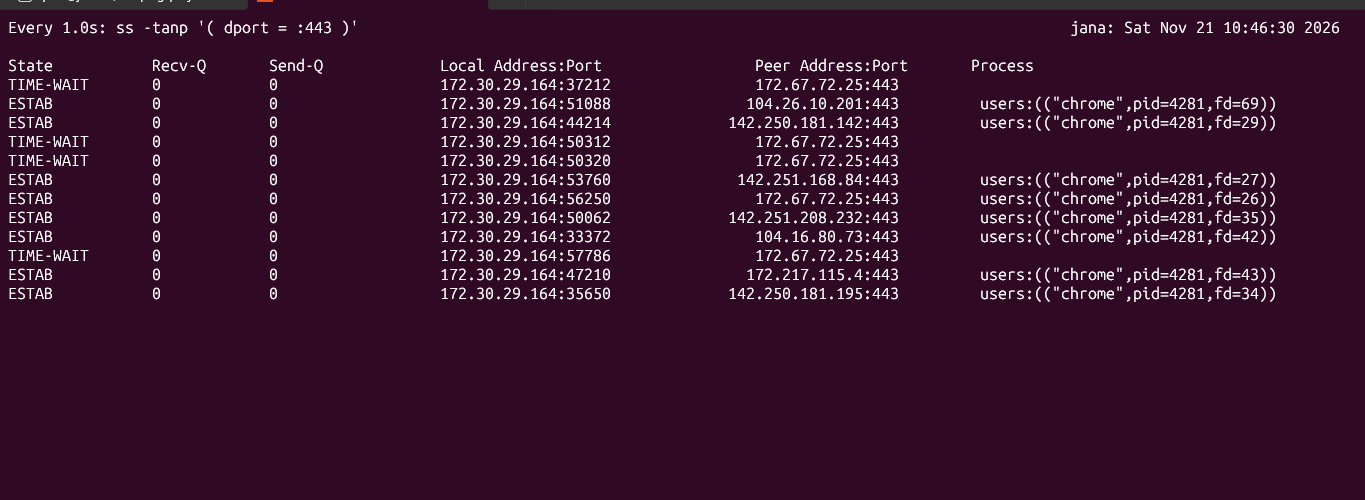 Every 1.0s: ss -tanp '( dport = :443 )' jana: Sat Nov 21 10:46:30 2026
State Recv-Q Send-Q Local Address:Port Peer Address:Port Process
TIME-WAIT 0 0 172.30.29.164:37212 172.67.72.25:443
ESTAB 0 0 172.30.29.164:51088 104.26.10.201:443 users:(("chrome",pid=4281,fd=69))
ESTAB 0 0 172.30.29.164:44214 142.250.181.142:443 users:(("chrome",pid=4281,fd=29))
TIME-WAIT 0 0 172.30.29.164:50312 172.67.72.25:443
TIME-WAIT 0 0 172.30.29.164:50320 172.67.72.25:443
ESTAB 0 0 172.30.29.164:53760 142.251.168.84:443 users:(("chrome",pid=4281,fd=27))
ESTAB 0 0 172.30.29.164:56250 172.67.72.25:443 users:(("chrome",pid=4281,fd=26))
ESTAB 0 0 172.30.29.164:50062 142.251.208.232:443 users:(("chrome",pid=4281,fd=35))
ESTAB 0 0 172.30.29.164:33372 104.16.80.73:443 users:(("chrome",pid=4281,fd=42))
TIME-WAIT 0 0 172.30.29.164:57786 172.67.72.25:443
ESTAB 0 0 172.30.29.164:47210 172.217.115.4:443 users:(("chrome",pid=4281,fd=43))
ESTAB 0 0 172.30.29.164:35650 142.250.181.195:443 users:(("chrome",pid=4281,fd=34))